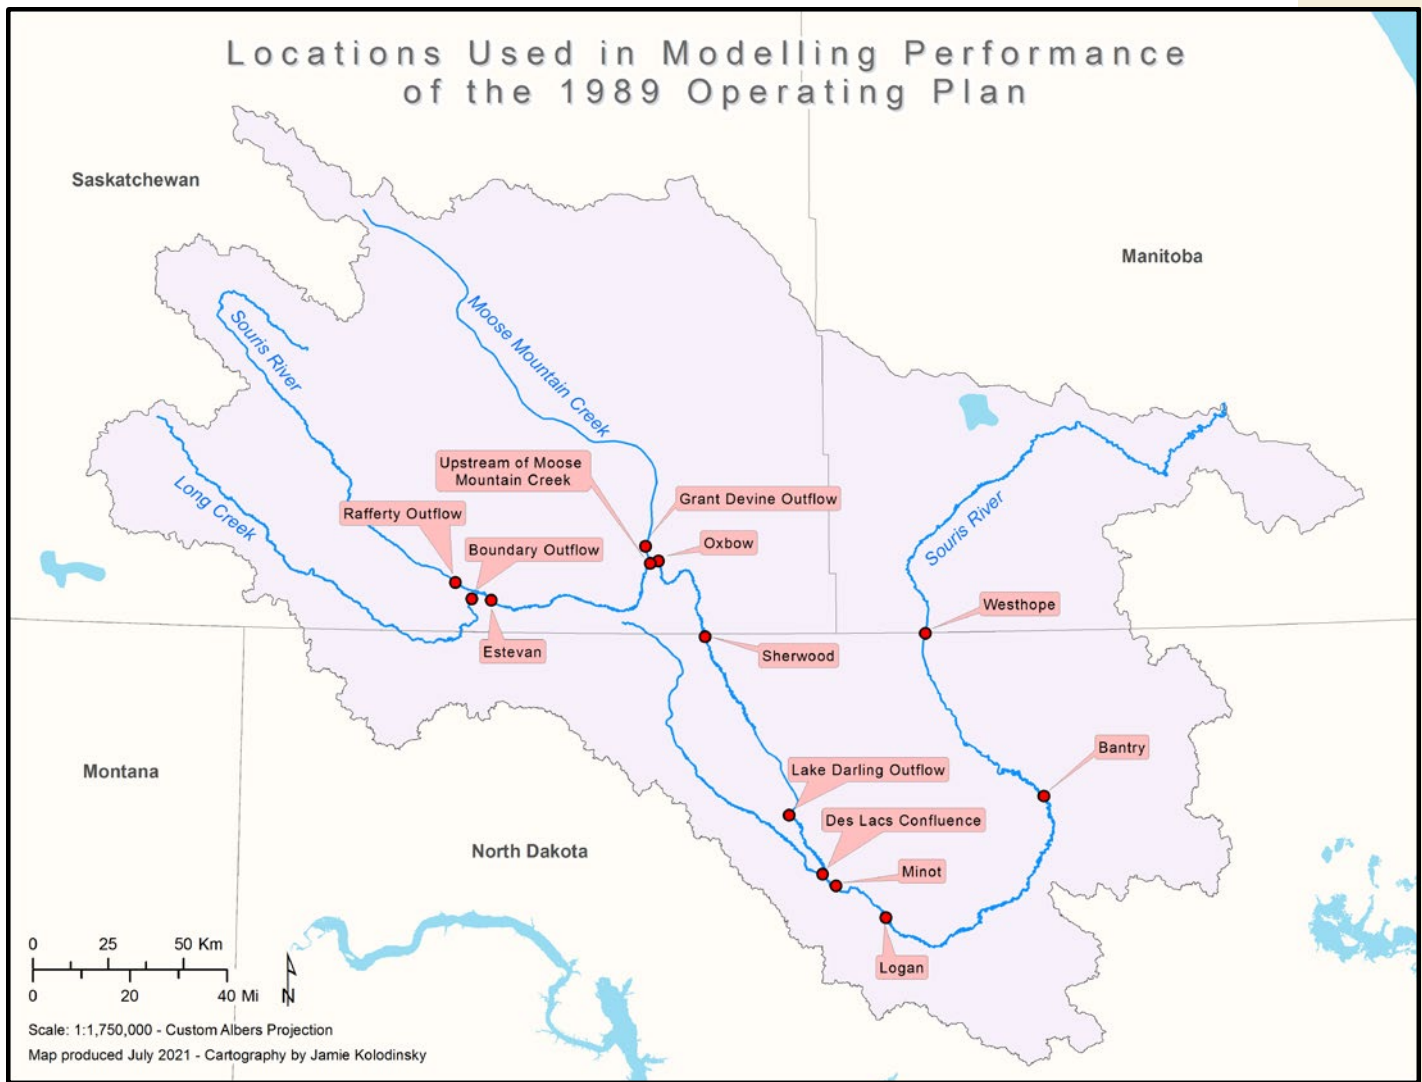 Locations Used in Modelling Performance
of the 1989 Operating Plan
Saskatchewan
Manitoba
Souris River
Moose Mountain Creek
Long Creek
Upstream of Moose
Mountain Creek
Grant Devine Outflow
Rafferty Outflow
Oxbow
Boundary Outflow
Souris River
Estevan
Sherwood
Westhope
Montana
Bantry
Lake Darling Outflow
Des Lacs Confluence
North Dakota
Minot
Logan
0 25 50 Km
0 20 40 Mi
N
Scale: 1:1,750,000 - Custom Albers Projection
Map produced July 2021 - Cartography by Jamie Kolodinsky